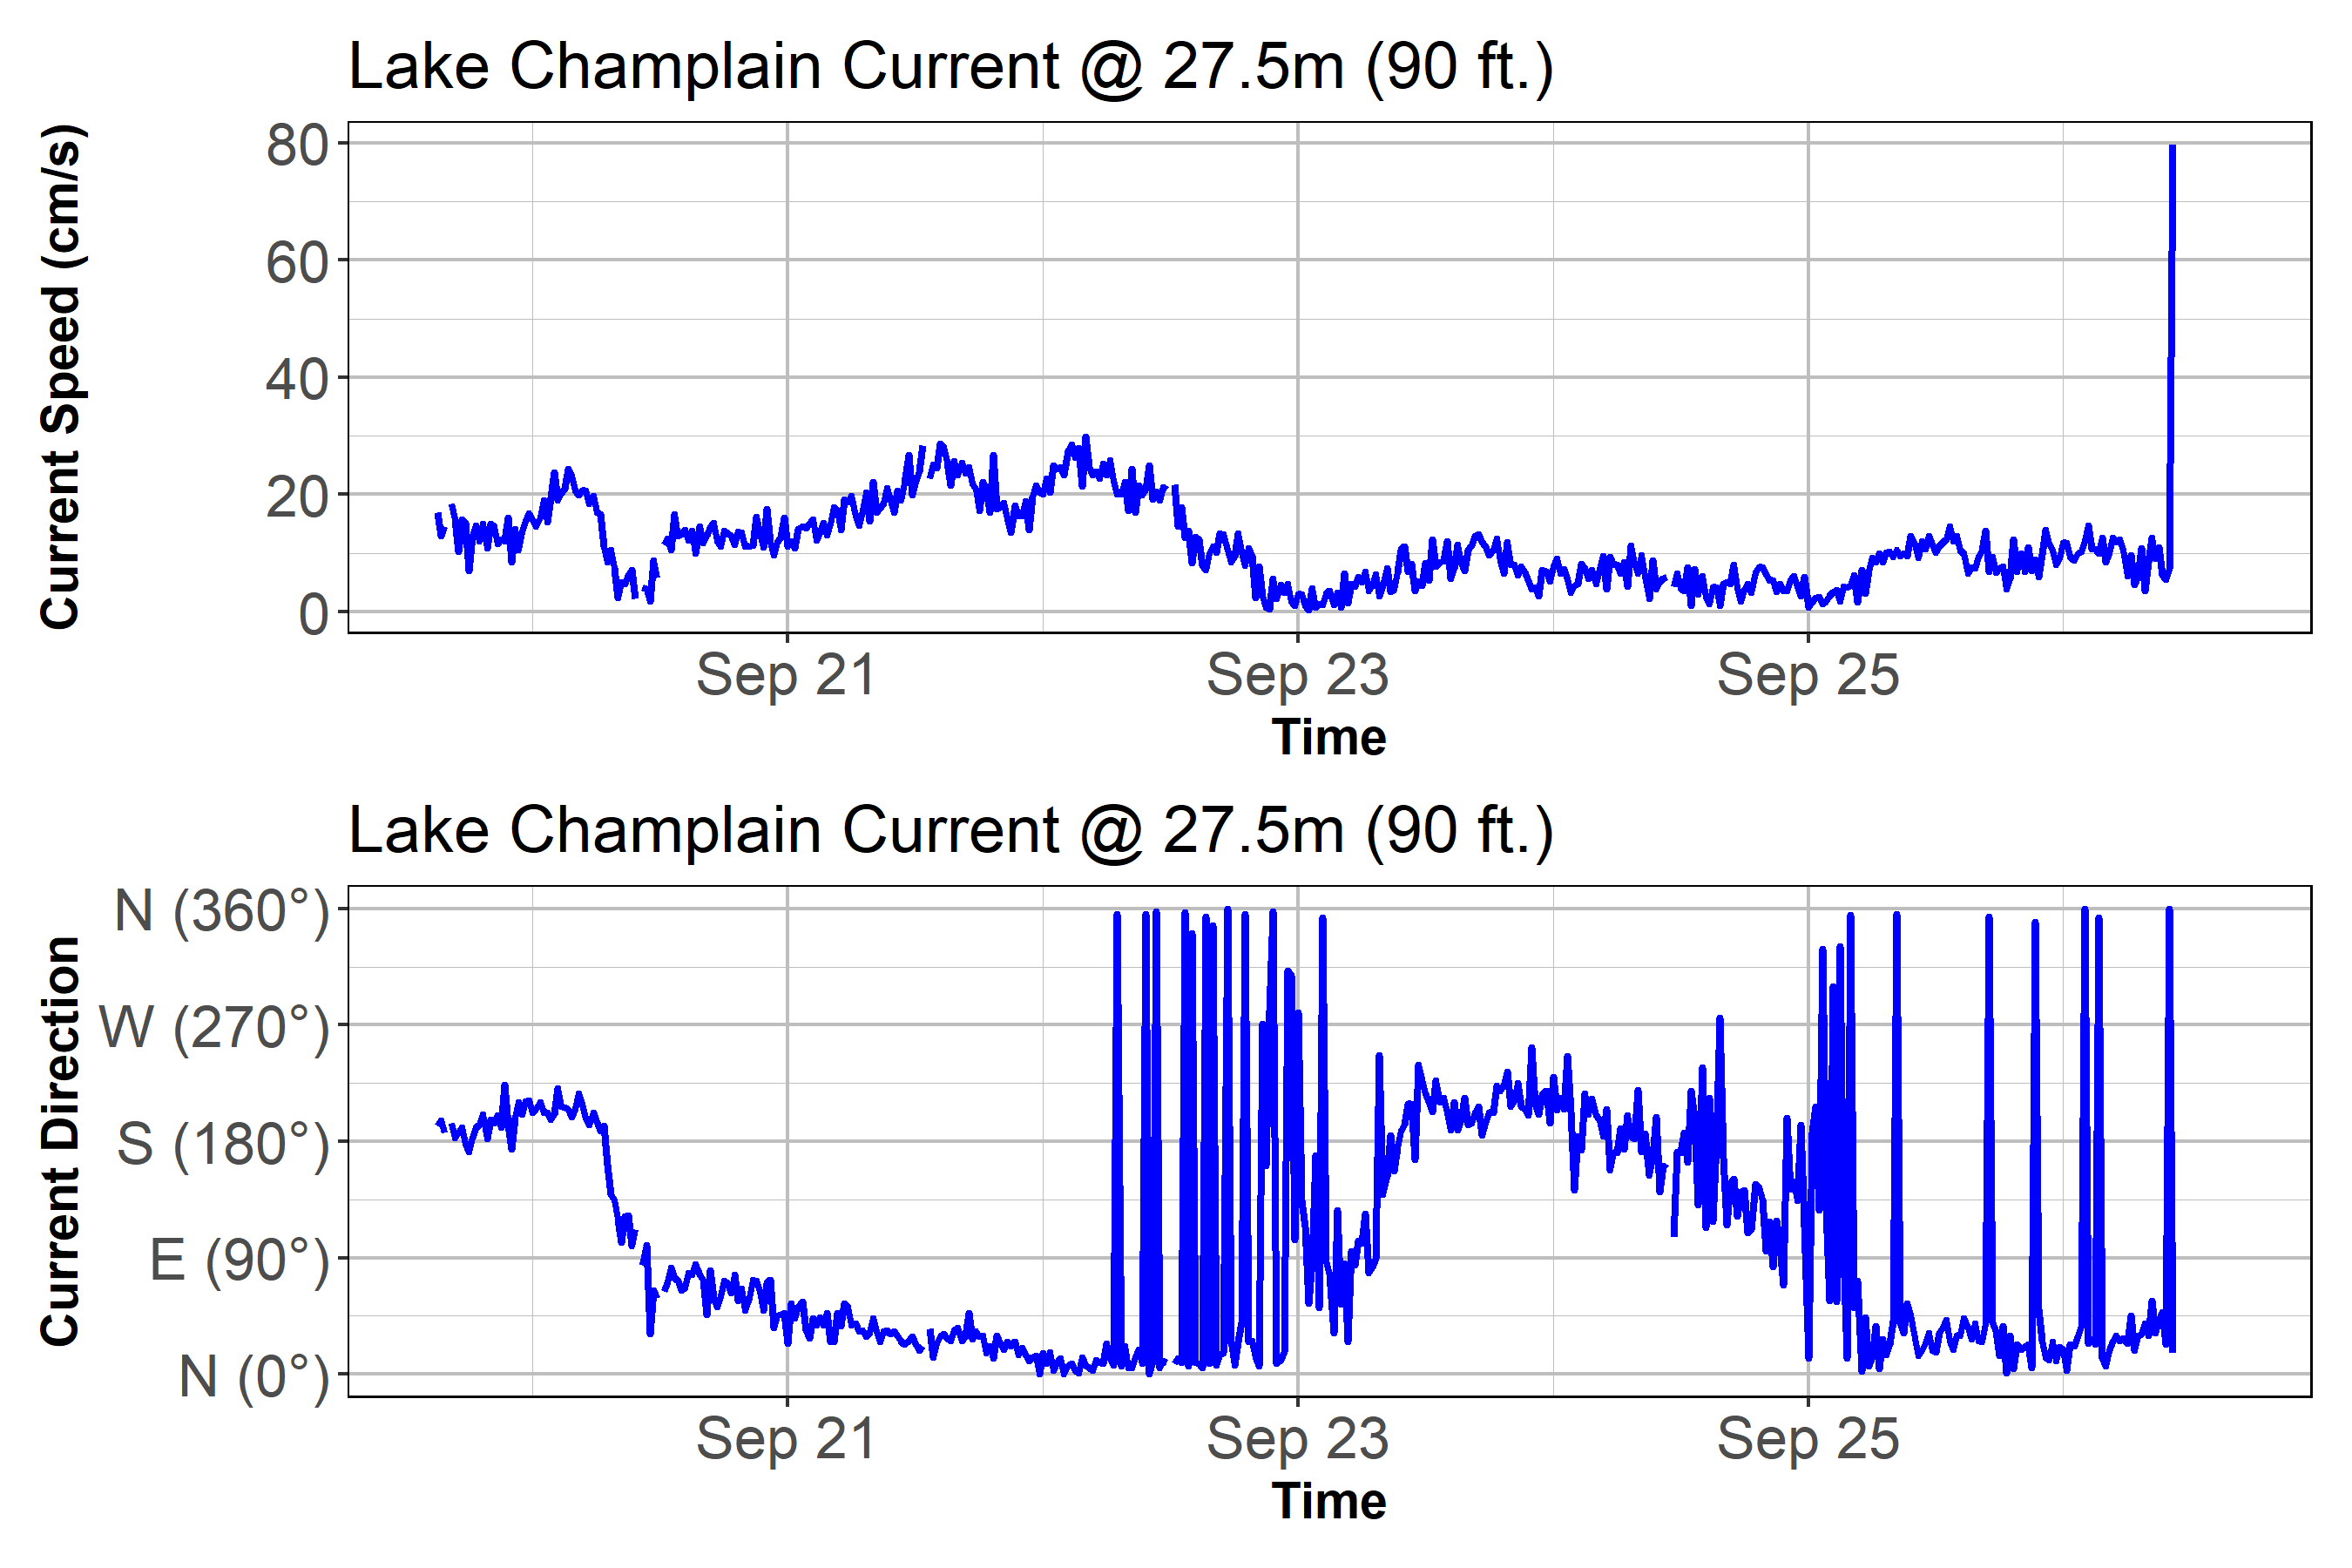 Lake Champlain Current @ 27.5m (90 ft.)
Current Speed (cm/s)
80
60
40
20
0
Sep 21 Sep 23 Sep 25
Time
Lake Champlain Current @ 27.5m (90 ft.)
Current Direction
N (360°)
W (270°)
S (180°)
E (90°)
N (0°)
Sep 21 Sep 23 Sep 25
Time